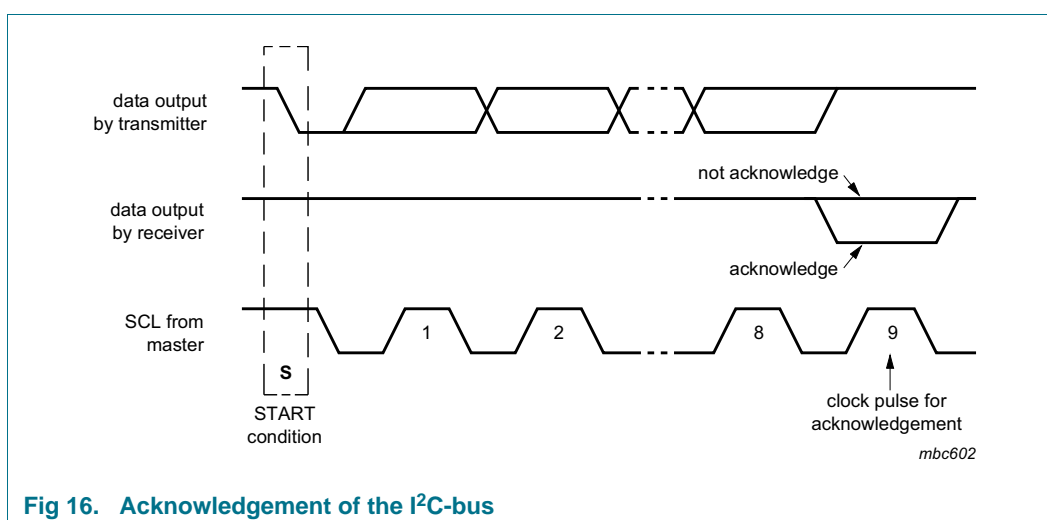 data output
by transmitter
not acknowledge
data output
by receiver
acknowledge
SCL from
master
1
2
8
9
S
START
condition
clock pulse for
acknowledgement
mbc602
Fig 16. Acknowledgement of the I²C-bus